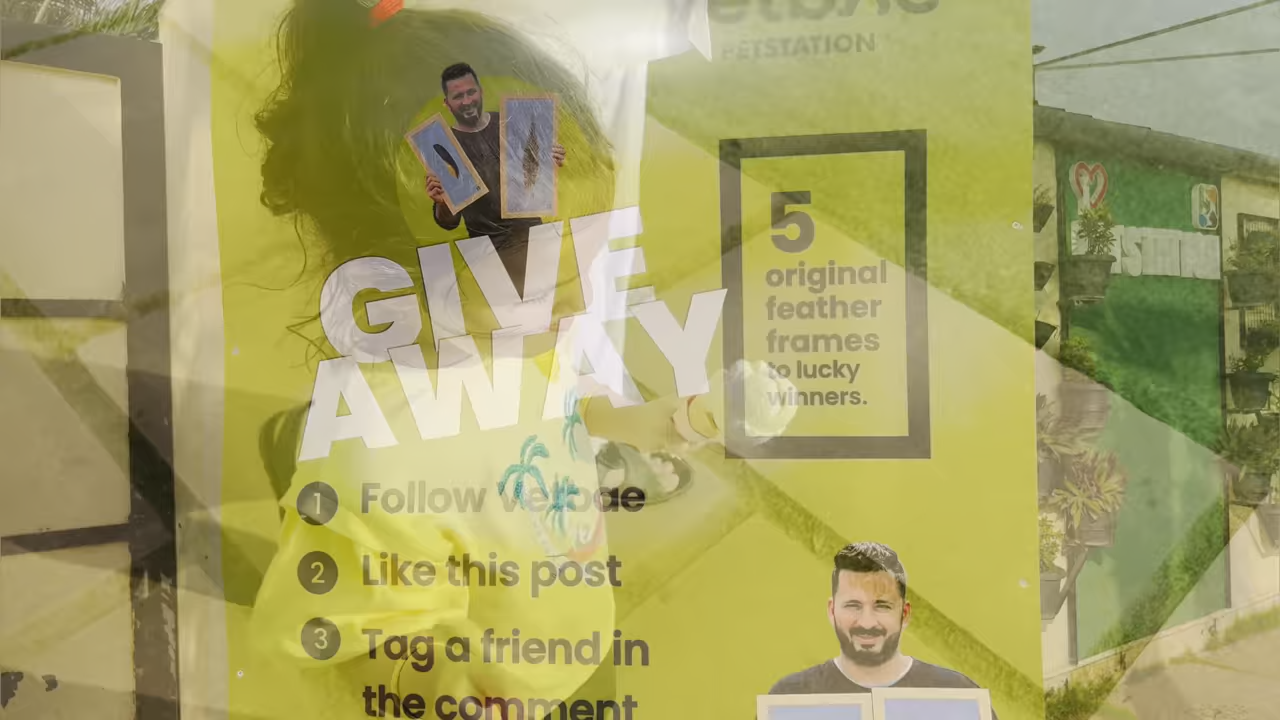 PETSTATION
GIVE
AWAY
5
original
feather
frames
to lucky
winners.
1 Follow
2 Like this post
3 Tag a friend in
the comment